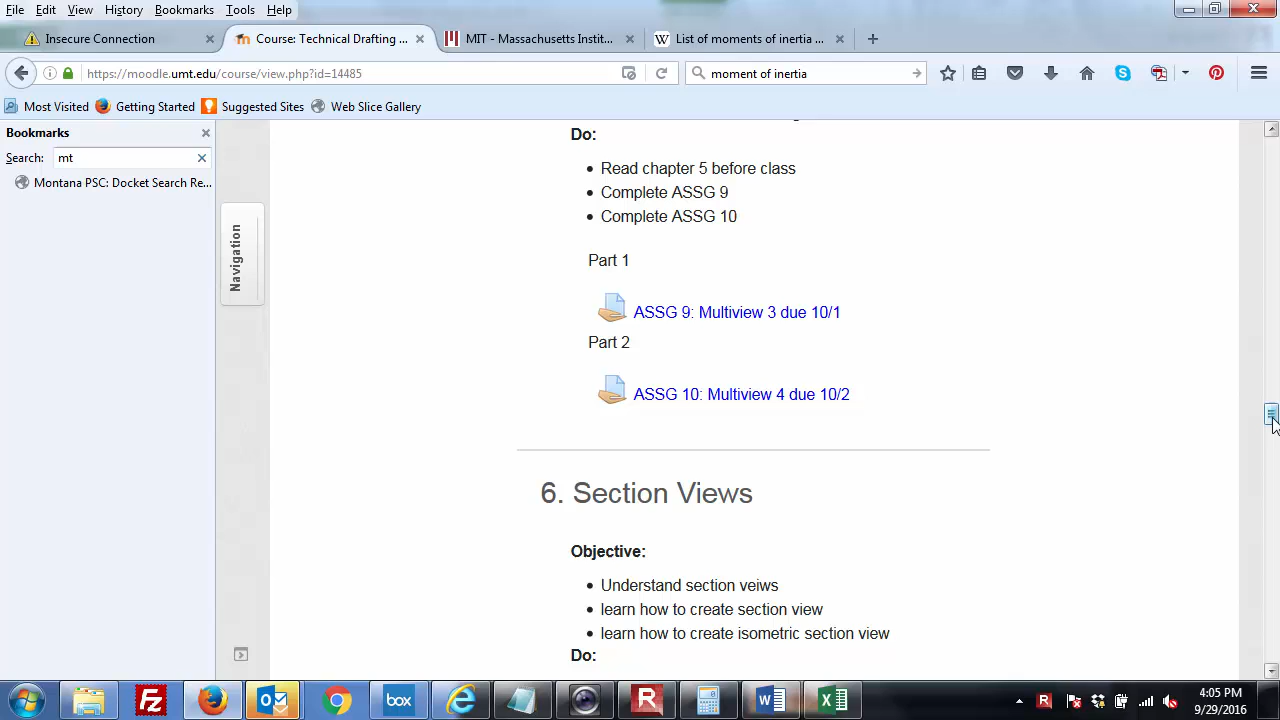 File Edit View History Bookmarks Tools Help
Insecure Connection
Course: Technical Drafting ...
MIT - Massachusetts Instit...
List of moments of inertia ...
https://moodle.umt.edu/course/view.php?id=14485
moment of inertia
Most Visited Getting Started Suggested Sites Web Slice Gallery
Bookmarks
Search: mt
Montana PSC: Docket Search Re...
Navigation
Do:
Read chapter 5 before class
Complete ASSG 9
Complete ASSG 10
Part 1
ASSG 9: Multiview 3 due 10/1
Part 2
ASSG 10: Multiview 4 due 10/2
6. Section Views
Objective:
Understand section veiws
learn how to create section view
learn how to create isometric section view
Do:
box
4:05 PM
9/29/2016